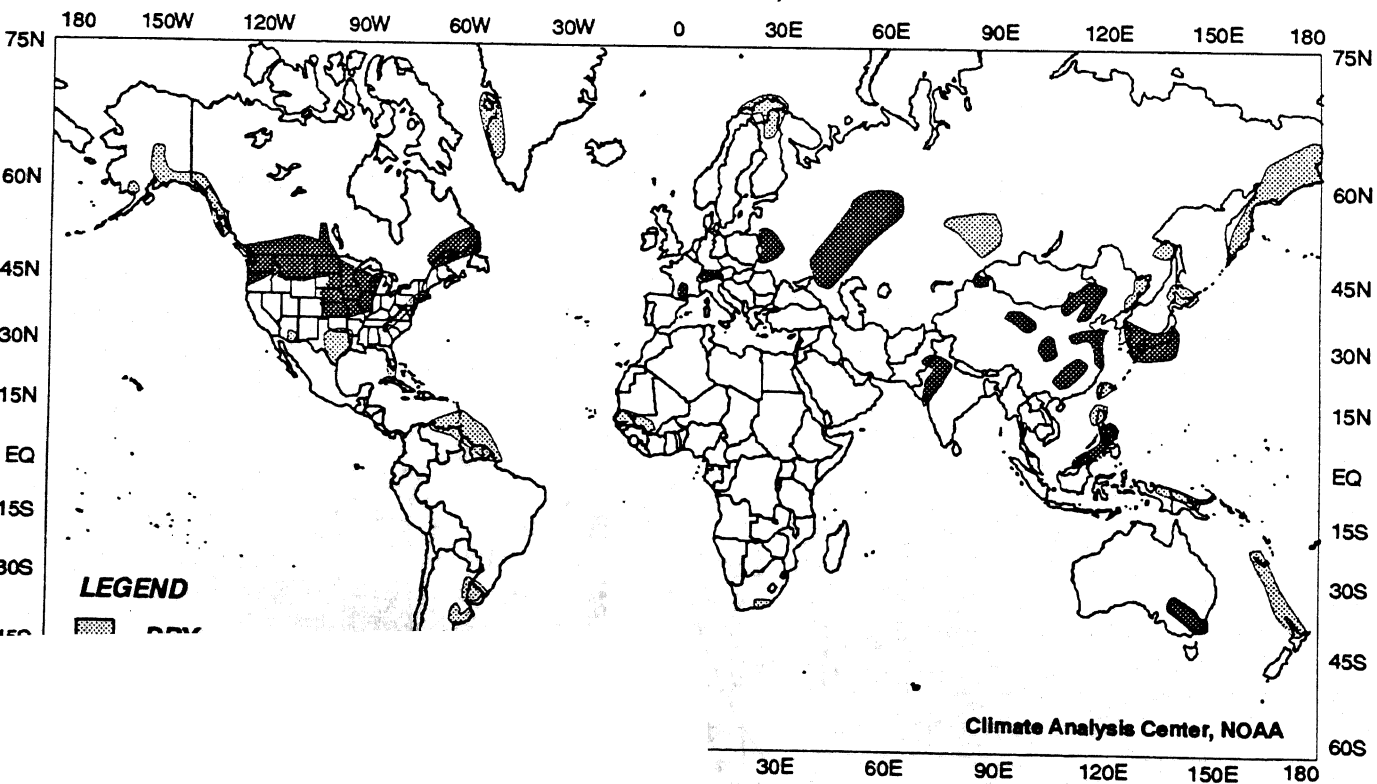 180 150W 120W 90W 60W 30W 0 30E 60E 90E 120E 150E 180
75N 75N
60N 60N
45N 45N
30N 30N
15N 15N
EQ EQ
15S 15S
30S 30S
LEGEND
DRY
45S
Climate Analysis Center, NOAA
60S
30E 60E 90E 120E 150E 180